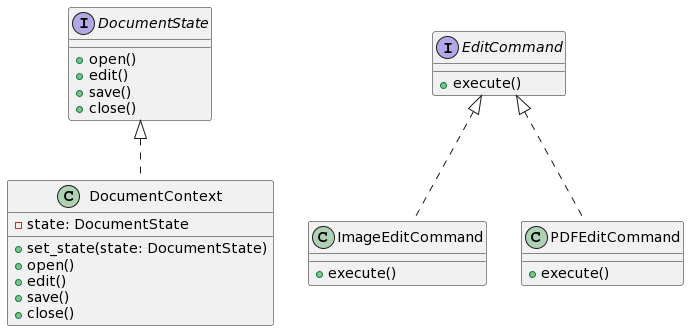 I DocumentState
open()
edit()
save()
close()
C DocumentContext
state: DocumentState
set_state(state: DocumentState)
open()
edit()
save()
close()
I EditCommand
execute()
C ImageEditCommand
execute()
C PDFEditCommand
execute()